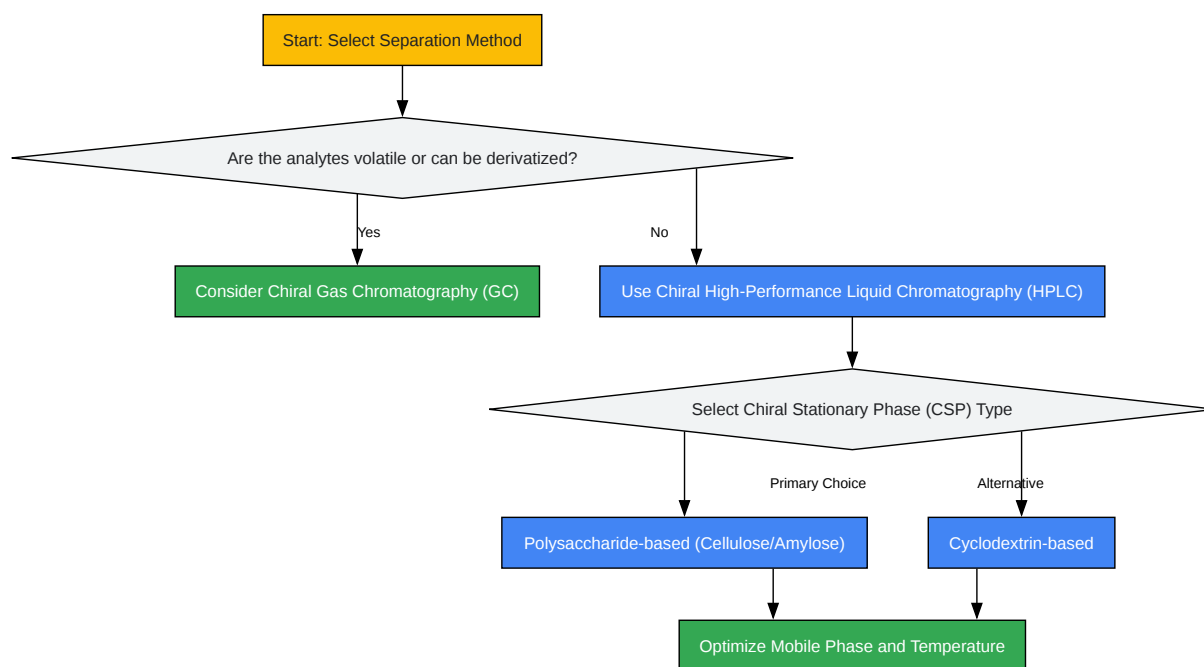 Start: Select Separation Method
Are the analytes volatile or can be derivatized?
Yes
No
Consider Chiral Gas Chromatography (GC)
Use Chiral High-Performance Liquid Chromatography (HPLC)
Select Chiral Stationary Phase (CSP) Type
Primary Choice
Alternative
Polysaccharide-based (Cellulose/Amylose)
Cyclodextrin-based
Optimize Mobile Phase and Temperature